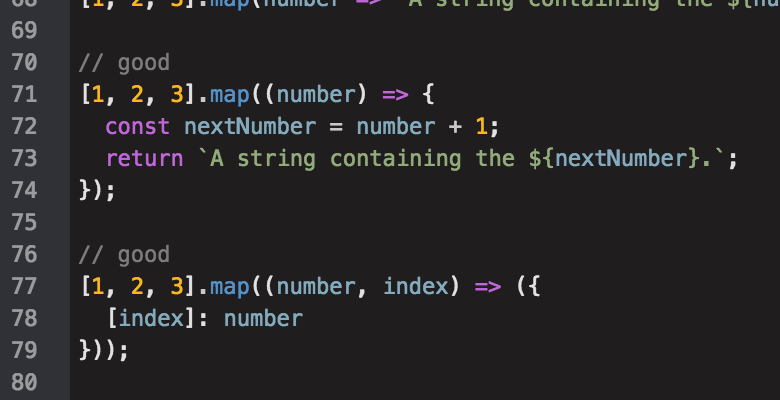 68 [1, 2, 3].map(number => `A string containing the ${nu
69
70 // good
71 [1, 2, 3].map((number) => {
72   const nextNumber = number + 1;
73   return `A string containing the ${nextNumber}.`;
74 });
75
76 // good
77 [1, 2, 3].map((number, index) => ({
78   [index]: number
79 }));
80